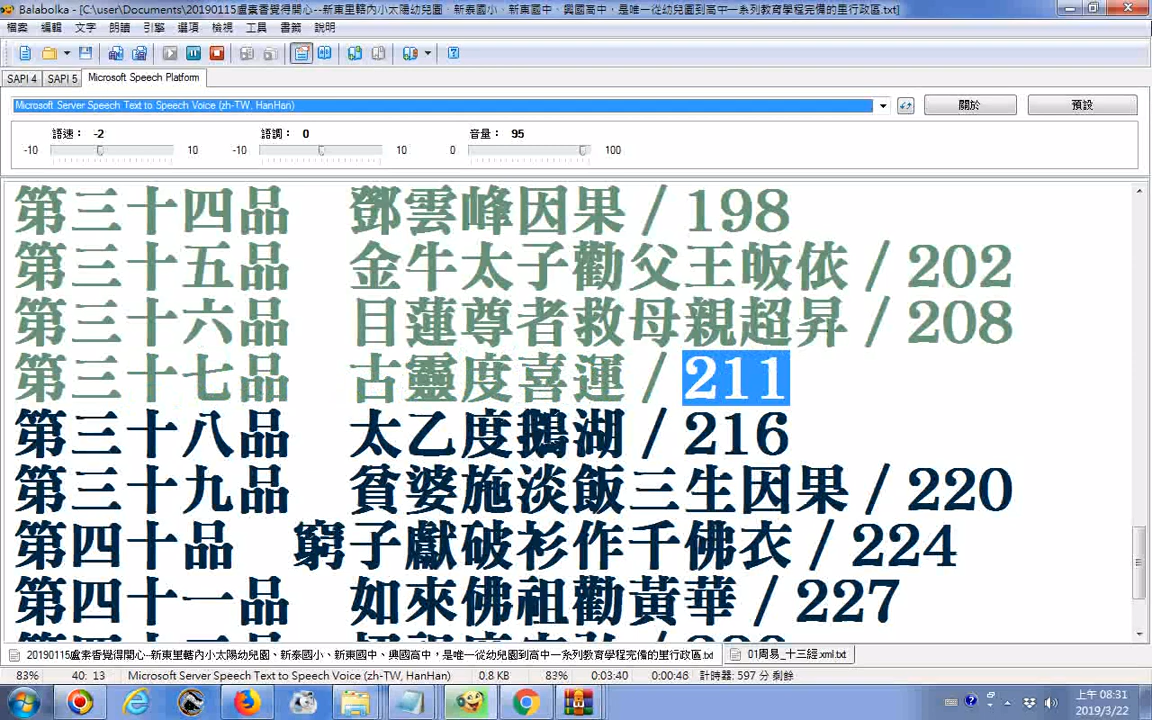 Balabolka - [C:\user\Documents\20190115盧素香覺得開心--新東里轄內小太陽幼兒園、新泰國小、新東國中、興國高中，是唯一從幼兒園到高中一系列教育學程完備的里行政區.txt]
檔案 編輯 文字 朗讀 引擎 選項 檢視 工具 書籤 說明
SAPI 4 SAPI 5 Microsoft Speech Platform
Microsoft Server Speech Text to Speech Voice (zh-TW, HanHan) 關於 預設
語速： -2 語調： 0 音量： 95
-10 10 -10 10 0 100
第三十四品　鄧雲峰因果／198
第三十五品　金牛太子勸父王皈依／202
第三十六品　目蓮尊者救母親超昇／208
第三十七品　古靈度喜運／211
第三十八品　太乙度鵝湖／216
第三十九品　貧婆施淡飯三生因果／220
第四十品　窮子獻破衫作千佛衣／224
第四十一品　如來佛祖勸黃華／227
20190115盧素香覺得開心--新東里轄內小太陽幼兒園、新泰國小、新東國中、興國高中，是唯一從幼兒園到高中一系列教育學程完備的里行政區.txt 01周易_十三經.xml.txt
83% 40: 13 Microsoft Server Speech Text to Speech Voice (zh-TW, HanHan) 0.8 KB 83% 0:03:40 0:00:48 計時器: 597 分 剩餘
上午 08:31
2019/3/22